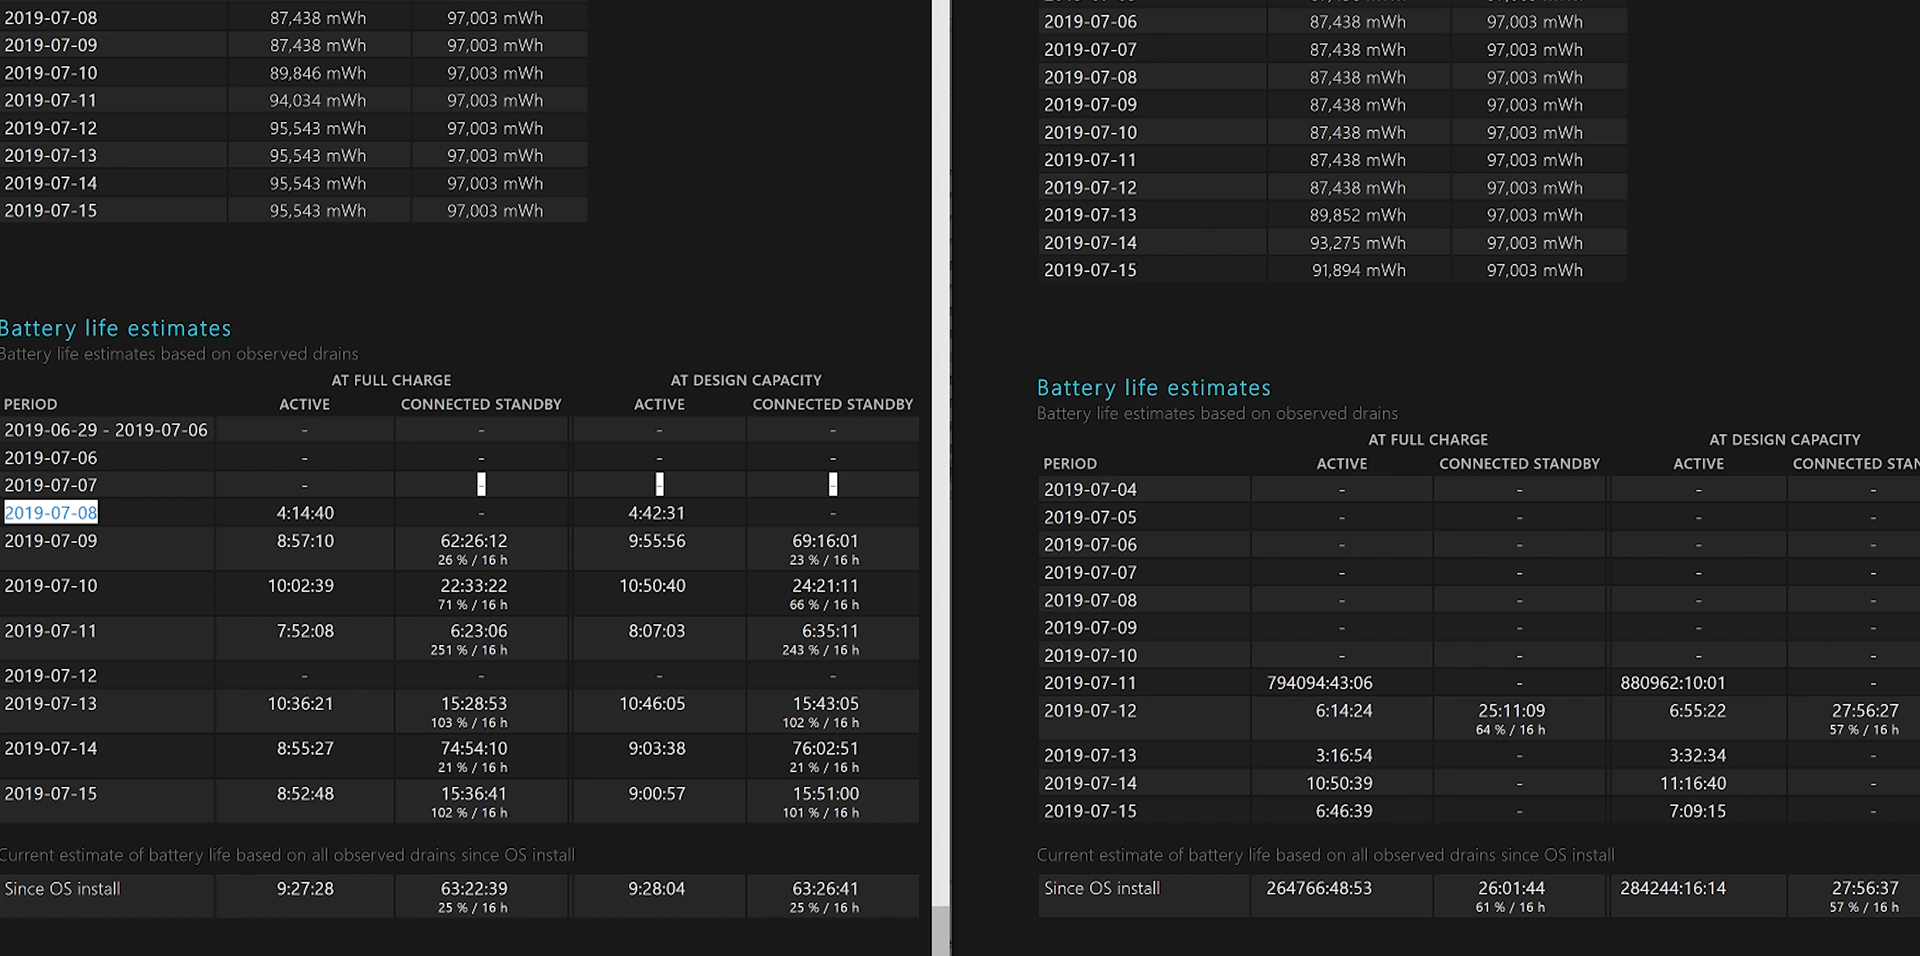 2019-07-08 87,438 mWh 97,003 mWh
2019-07-09 87,438 mWh 97,003 mWh
2019-07-10 89,846 mWh 97,003 mWh
2019-07-11 94,034 mWh 97,003 mWh
2019-07-12 95,543 mWh 97,003 mWh
2019-07-13 95,543 mWh 97,003 mWh
2019-07-14 95,543 mWh 97,003 mWh
2019-07-15 95,543 mWh 97,003 mWh
Battery life estimates
Battery life estimates based on observed drains
AT FULL CHARGE AT DESIGN CAPACITY
PERIOD ACTIVE CONNECTED STANDBY ACTIVE CONNECTED STANDBY
2019-06-29 - 2019-07-06 - - - -
2019-07-06 - - - -
2019-07-07 - - - -
2019-07-08 4:14:40 - 4:42:31 -
2019-07-09 8:57:10 62:26:12 9:55:56 69:16:01
26 % / 16 h 23 % / 16 h
2019-07-10 10:02:39 22:33:22 10:50:40 24:21:11
71 % / 16 h 66 % / 16 h
2019-07-11 7:52:08 6:23:06 8:07:03 6:35:11
251 % / 16 h 243 % / 16 h
2019-07-12 - - - -
2019-07-13 10:36:21 15:28:53 10:46:05 15:43:05
103 % / 16 h 102 % / 16 h
2019-07-14 8:55:27 74:54:10 9:03:38 76:02:51
21 % / 16 h 21 % / 16 h
2019-07-15 8:52:48 15:36:41 9:00:57 15:51:00
102 % / 16 h 101 % / 16 h
Current estimate of battery life based on all observed drains since OS install
Since OS install 9:27:28 63:22:39 9:28:04 63:26:41
25 % / 16 h 25 % / 16 h
2019-07-06 87,438 mWh 97,003 mWh
2019-07-07 87,438 mWh 97,003 mWh
2019-07-08 87,438 mWh 97,003 mWh
2019-07-09 87,438 mWh 97,003 mWh
2019-07-10 87,438 mWh 97,003 mWh
2019-07-11 87,438 mWh 97,003 mWh
2019-07-12 87,438 mWh 97,003 mWh
2019-07-13 89,852 mWh 97,003 mWh
2019-07-14 93,275 mWh 97,003 mWh
2019-07-15 91,894 mWh 97,003 mWh
Battery life estimates
Battery life estimates based on observed drains
AT FULL CHARGE AT DESIGN CAPACITY
PERIOD ACTIVE CONNECTED STANDBY ACTIVE CONNECTED STAN
2019-07-04 - - - -
2019-07-05 - - - -
2019-07-06 - - - -
2019-07-07 - - - -
2019-07-08 - - - -
2019-07-09 - - - -
2019-07-10 - - - -
2019-07-11 794094:43:06 - 880962:10:01 -
2019-07-12 6:14:24 25:11:09 6:55:22 27:56:27
64 % / 16 h 57 % / 16 h
2019-07-13 3:16:54 - 3:32:34 -
2019-07-14 10:50:39 - 11:16:40 -
2019-07-15 6:46:39 - 7:09:15 -
Current estimate of battery life based on all observed drains since OS install
Since OS install 264766:48:53 26:01:44 284244:16:14 27:56:37
61 % / 16 h 57 % / 16 h